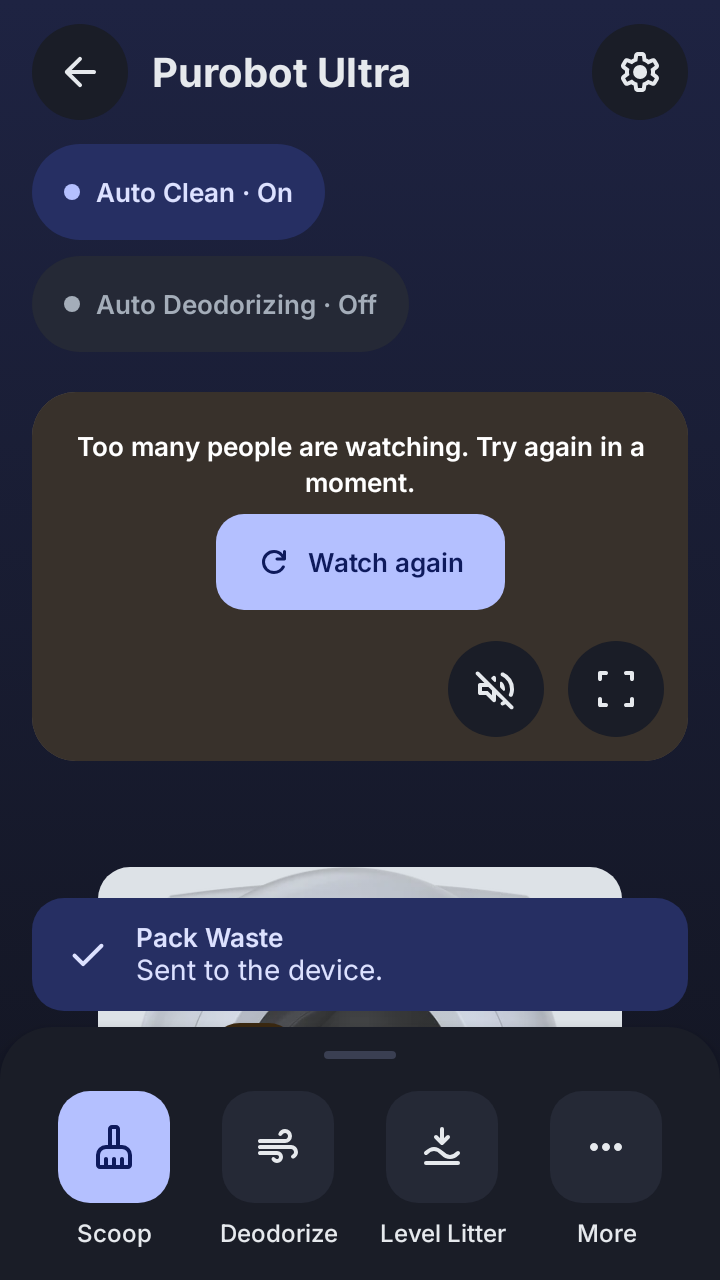 Purobot Ultra
Auto Clean · On
Auto Deodorizing · Off
Too many people are watching. Try again in a
moment.
Watch again
Pack Waste
Sent to the device.
Scoop
Deodorize
Level Litter
More